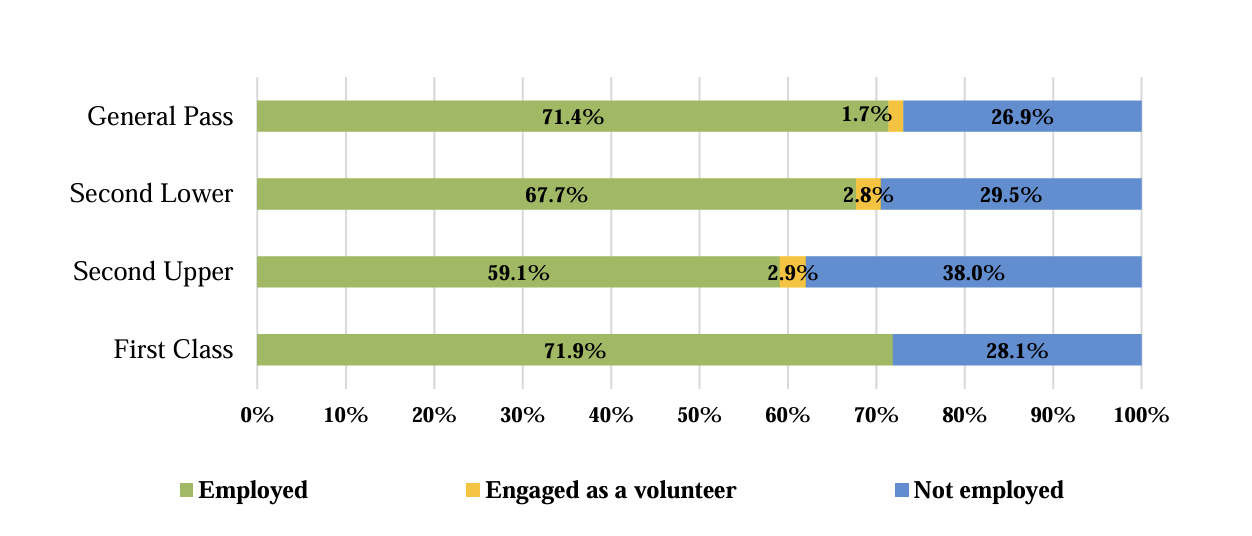 General Pass 71.4% 1.7% 26.9%
Second Lower 67.7% 2.8% 29.5%
Second Upper 59.1% 2.9% 38.0%
First Class 71.9% 28.1%
0% 10% 20% 30% 40% 50% 60% 70% 80% 90% 100%
Employed Engaged as a volunteer Not employed